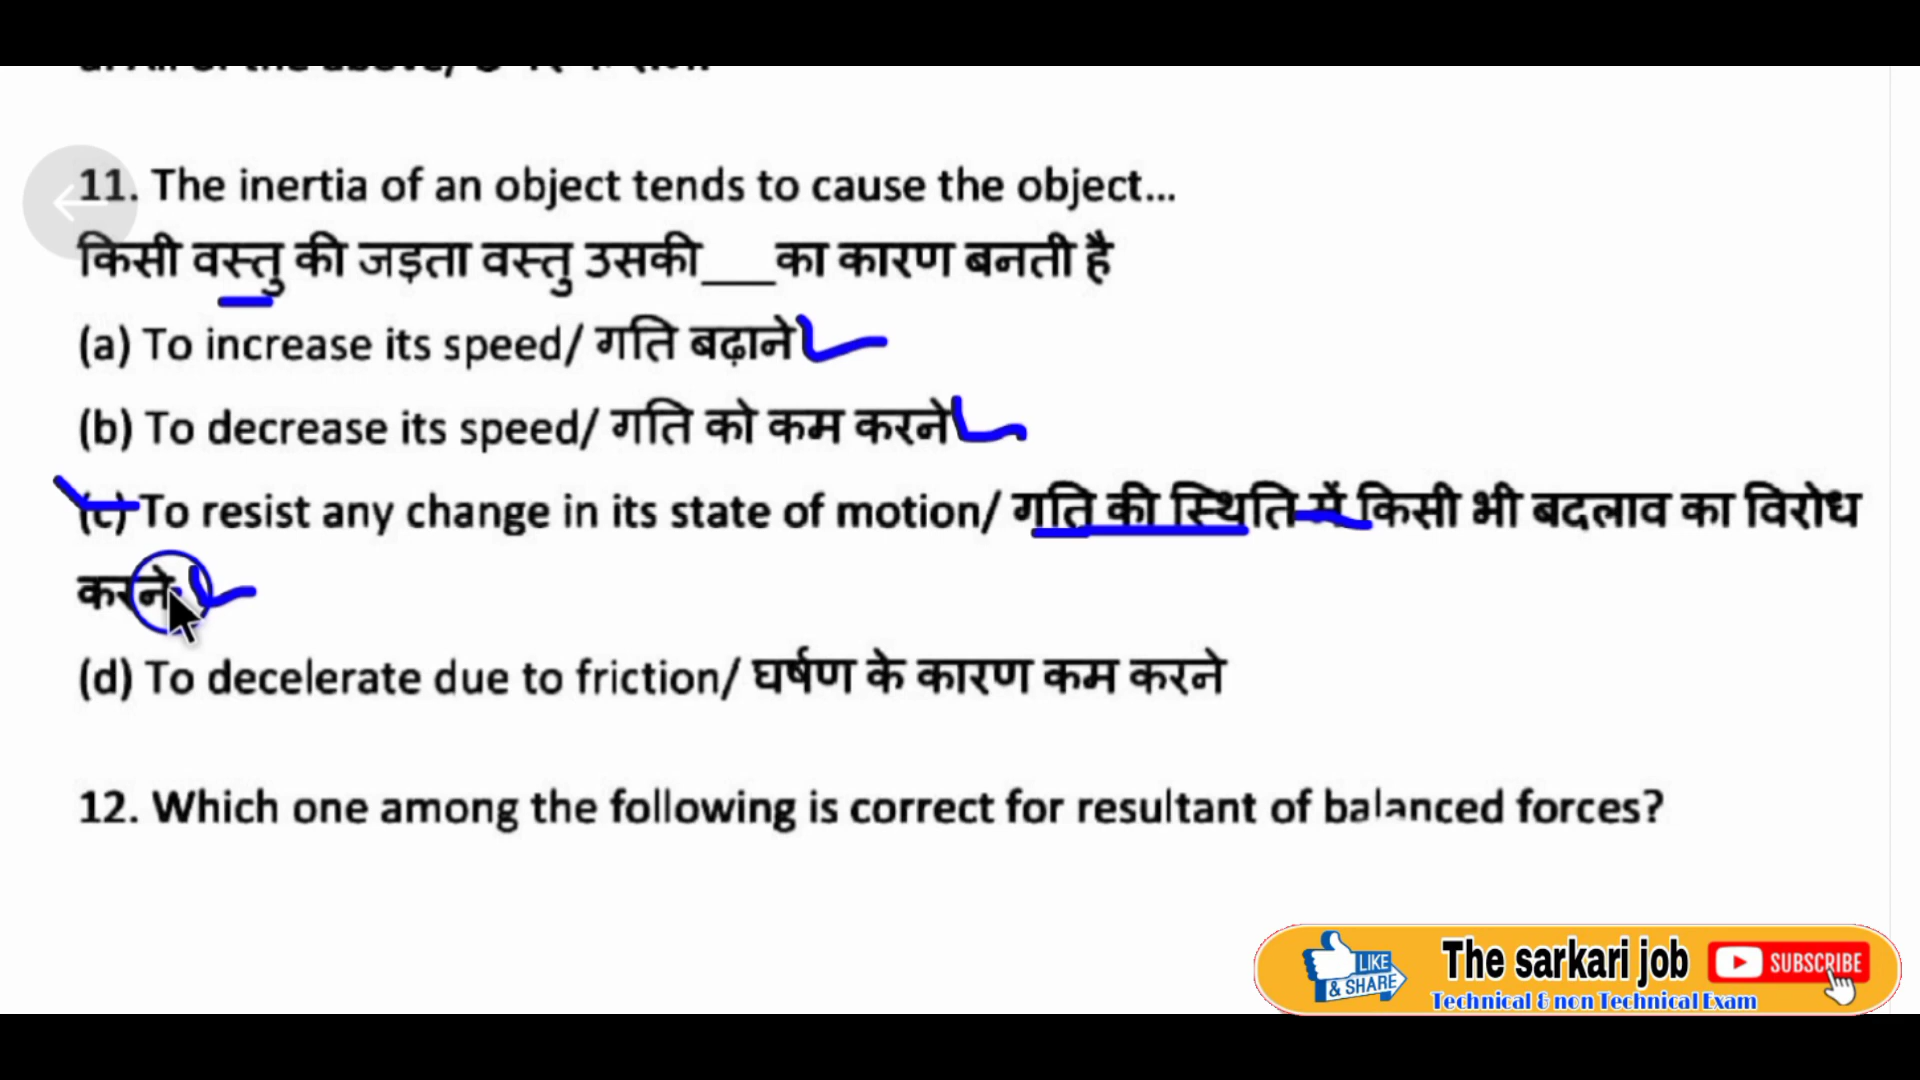 11. The inertia of an object tends to cause the object...
किसी वस्तु की जड़ता वस्तु उसकी___का कारण बनती है
(a) To increase its speed/ गति बढ़ाने
(b) To decrease its speed/ गति को कम करने
(c) To resist any change in its state of motion/ गति की स्थिति में किसी भी बदलाव का विरोध
करने
(d) To decelerate due to friction/ घर्षण के कारण कम करने
12. Which one among the following is correct for resultant of balanced forces?
LIKE
& SHARE
The sarkari job
SUBSCRIBE
Technical & non Technical Exam